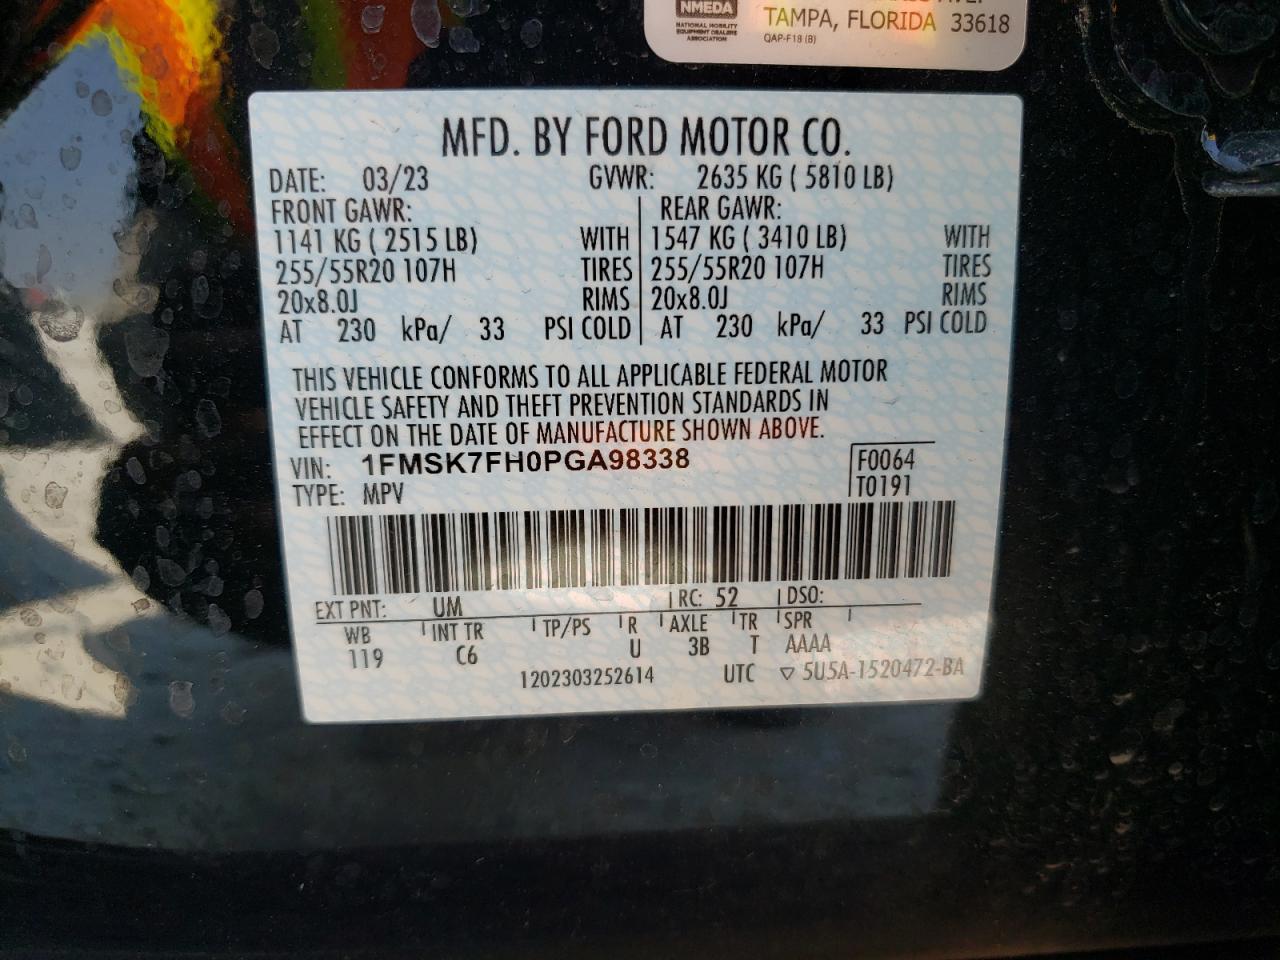 NMEDA
NATIONAL MOBILITY
EQUIPMENT DEALERS
ASSOCIATION
TAMPA, FLORIDA 33618
QAP-F18 (B)
MFD. BY FORD MOTOR CO.
DATE: 03/23 GVWR: 2635 KG ( 5810 LB)
FRONT GAWR: REAR GAWR:
1141 KG ( 2515 LB) WITH 1547 KG ( 3410 LB) WITH
255/55R20 107H TIRES 255/55R20 107H TIRES
20x8.0J RIMS 20x8.0J RIMS
AT 230 kPa/ 33 PSI COLD AT 230 kPa/ 33 PSI COLD
THIS VEHICLE CONFORMS TO ALL APPLICABLE FEDERAL MOTOR
VEHICLE SAFETY AND THEFT PREVENTION STANDARDS IN
EFFECT ON THE DATE OF MANUFACTURE SHOWN ABOVE.
VIN: 1FMSK7FH0PGA98338 F0064
TYPE: MPV T0191
EXT PNT: UM RC: 52 DSO:
WB INT TR TP/PS R AXLE TR SPR
119 C6 U 3B T AAAA
1202303252614 UTC ▽ 5U5A-1520472-BA